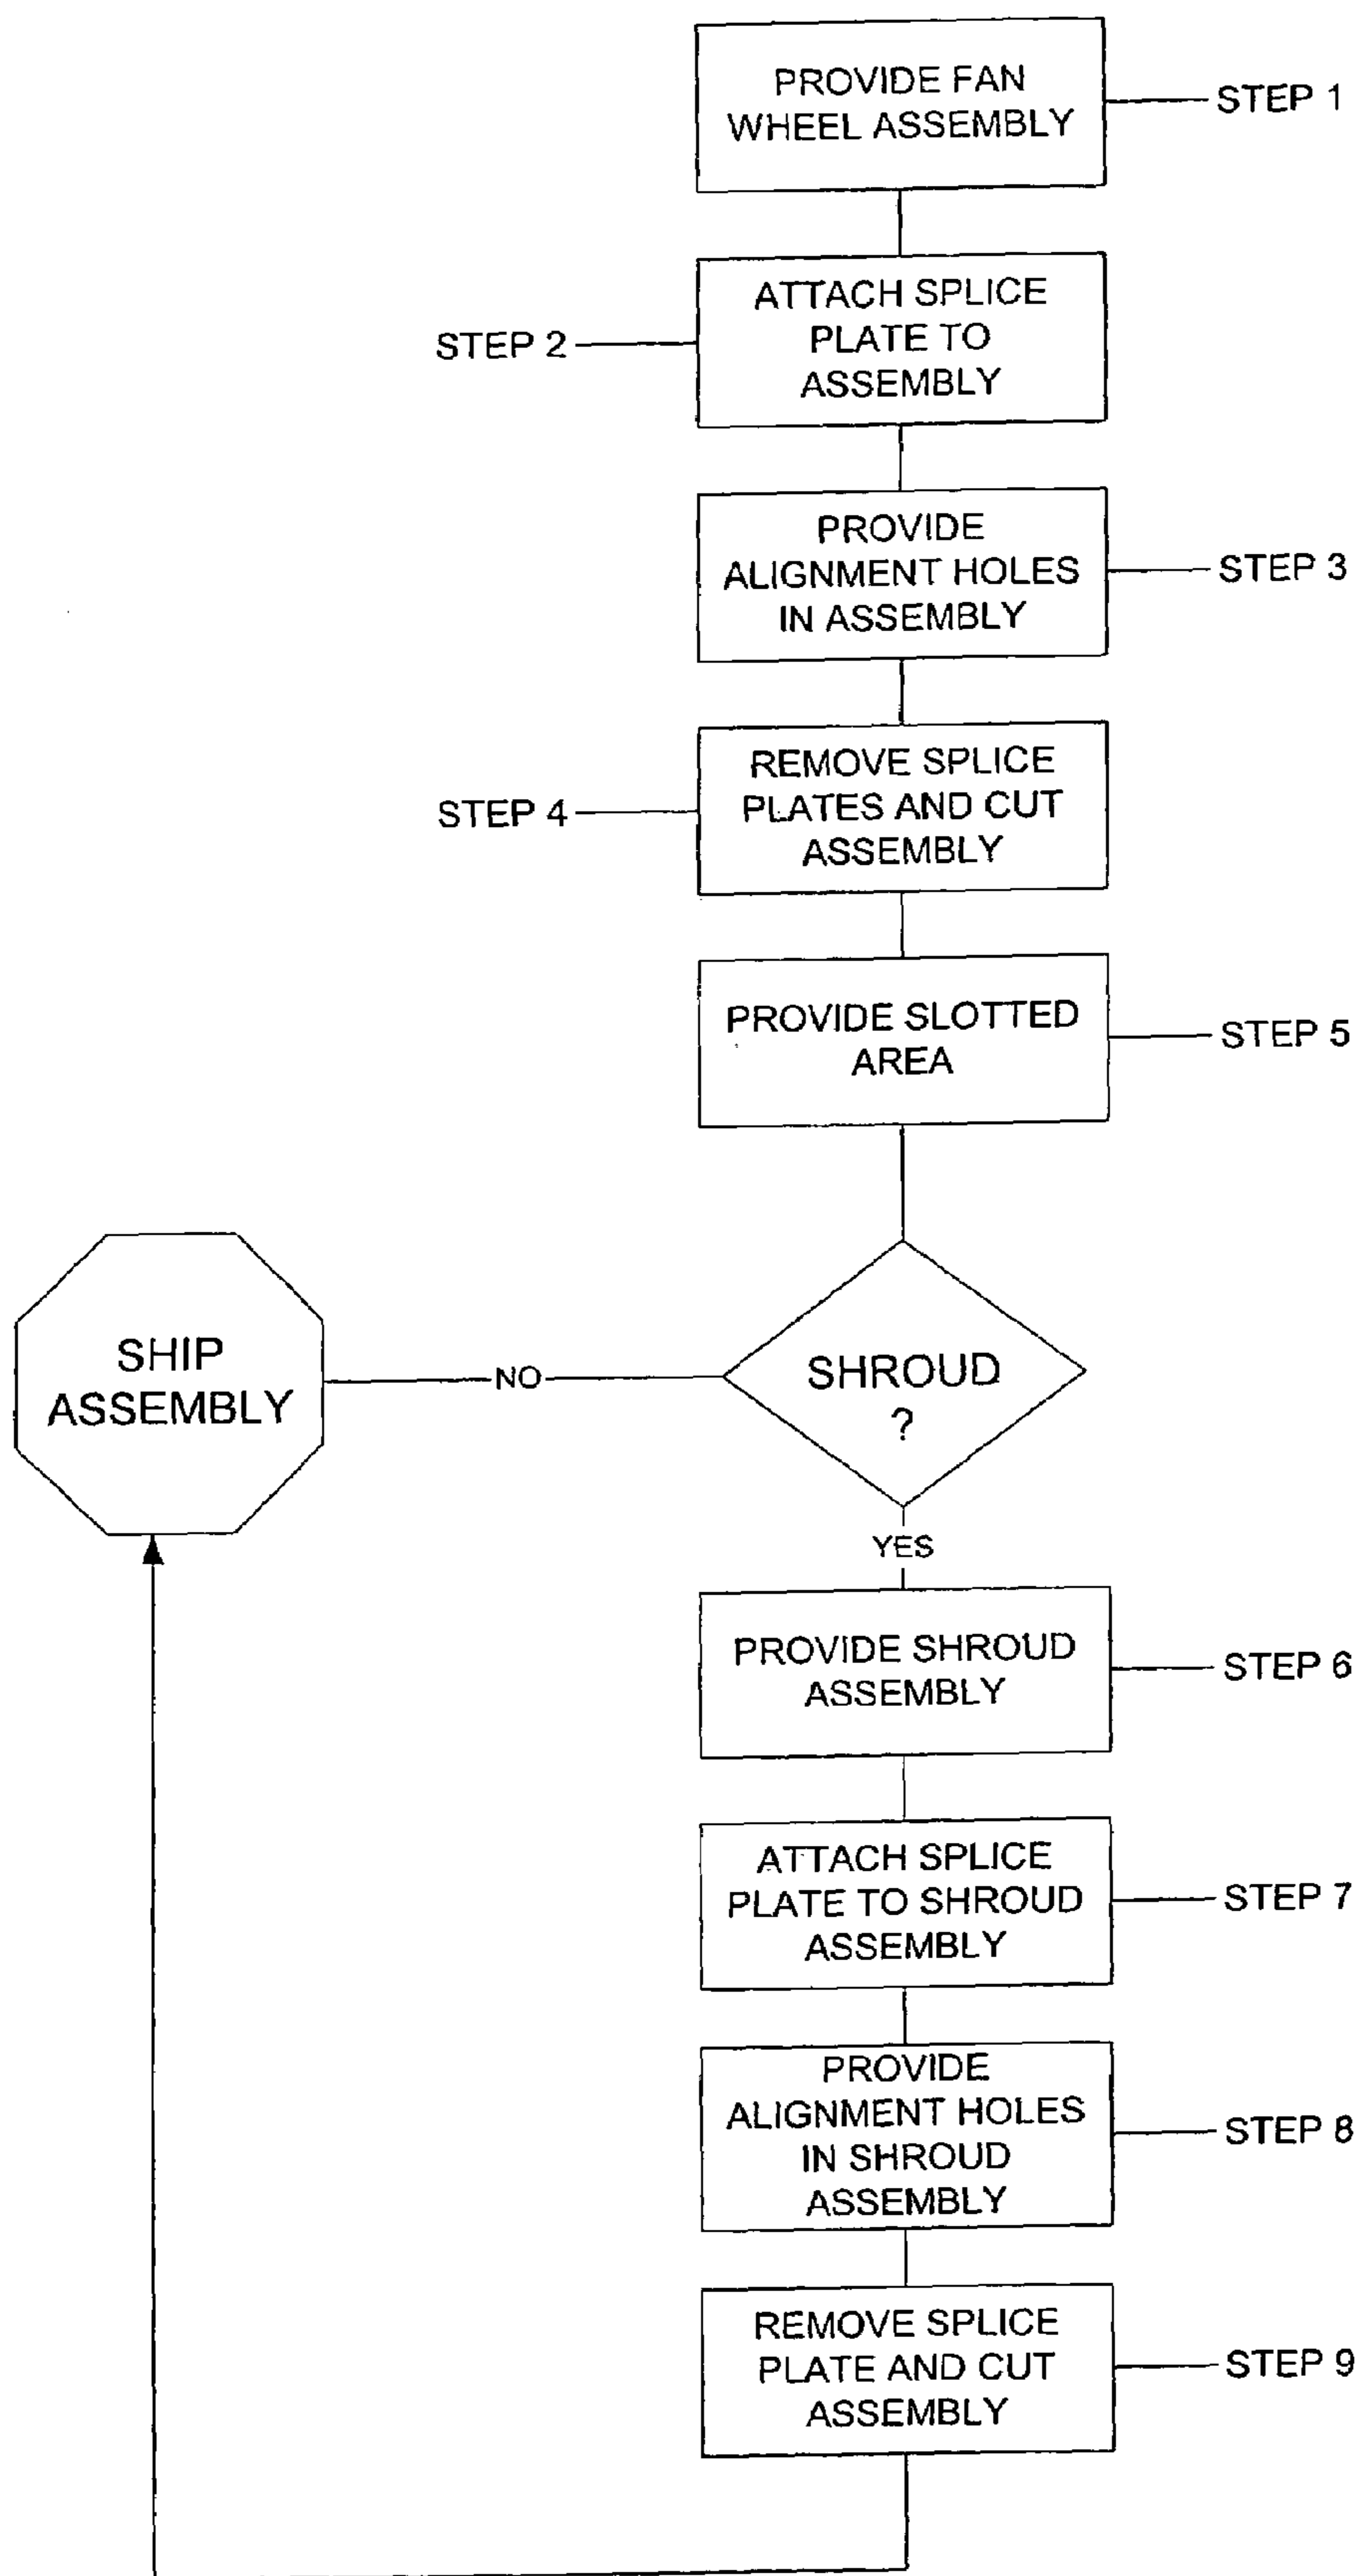 PROVIDE FAN
WHEEL ASSEMBLY
STEP 1
ATTACH SPLICE
PLATE TO
ASSEMBLY
STEP 2
PROVIDE
ALIGNMENT HOLES
IN ASSEMBLY
STEP 3
REMOVE SPLICE
PLATES AND CUT
ASSEMBLY
STEP 4
PROVIDE SLOTTED
AREA
STEP 5
SHROUD
?
NO
SHIP
ASSEMBLY
YES
PROVIDE SHROUD
ASSEMBLY
STEP 6
ATTACH SPLICE
PLATE TO SHROUD
ASSEMBLY
STEP 7
PROVIDE
ALIGNMENT HOLES
IN SHROUD
ASSEMBLY
STEP 8
REMOVE SPLICE
PLATE AND CUT
ASSEMBLY
STEP 9